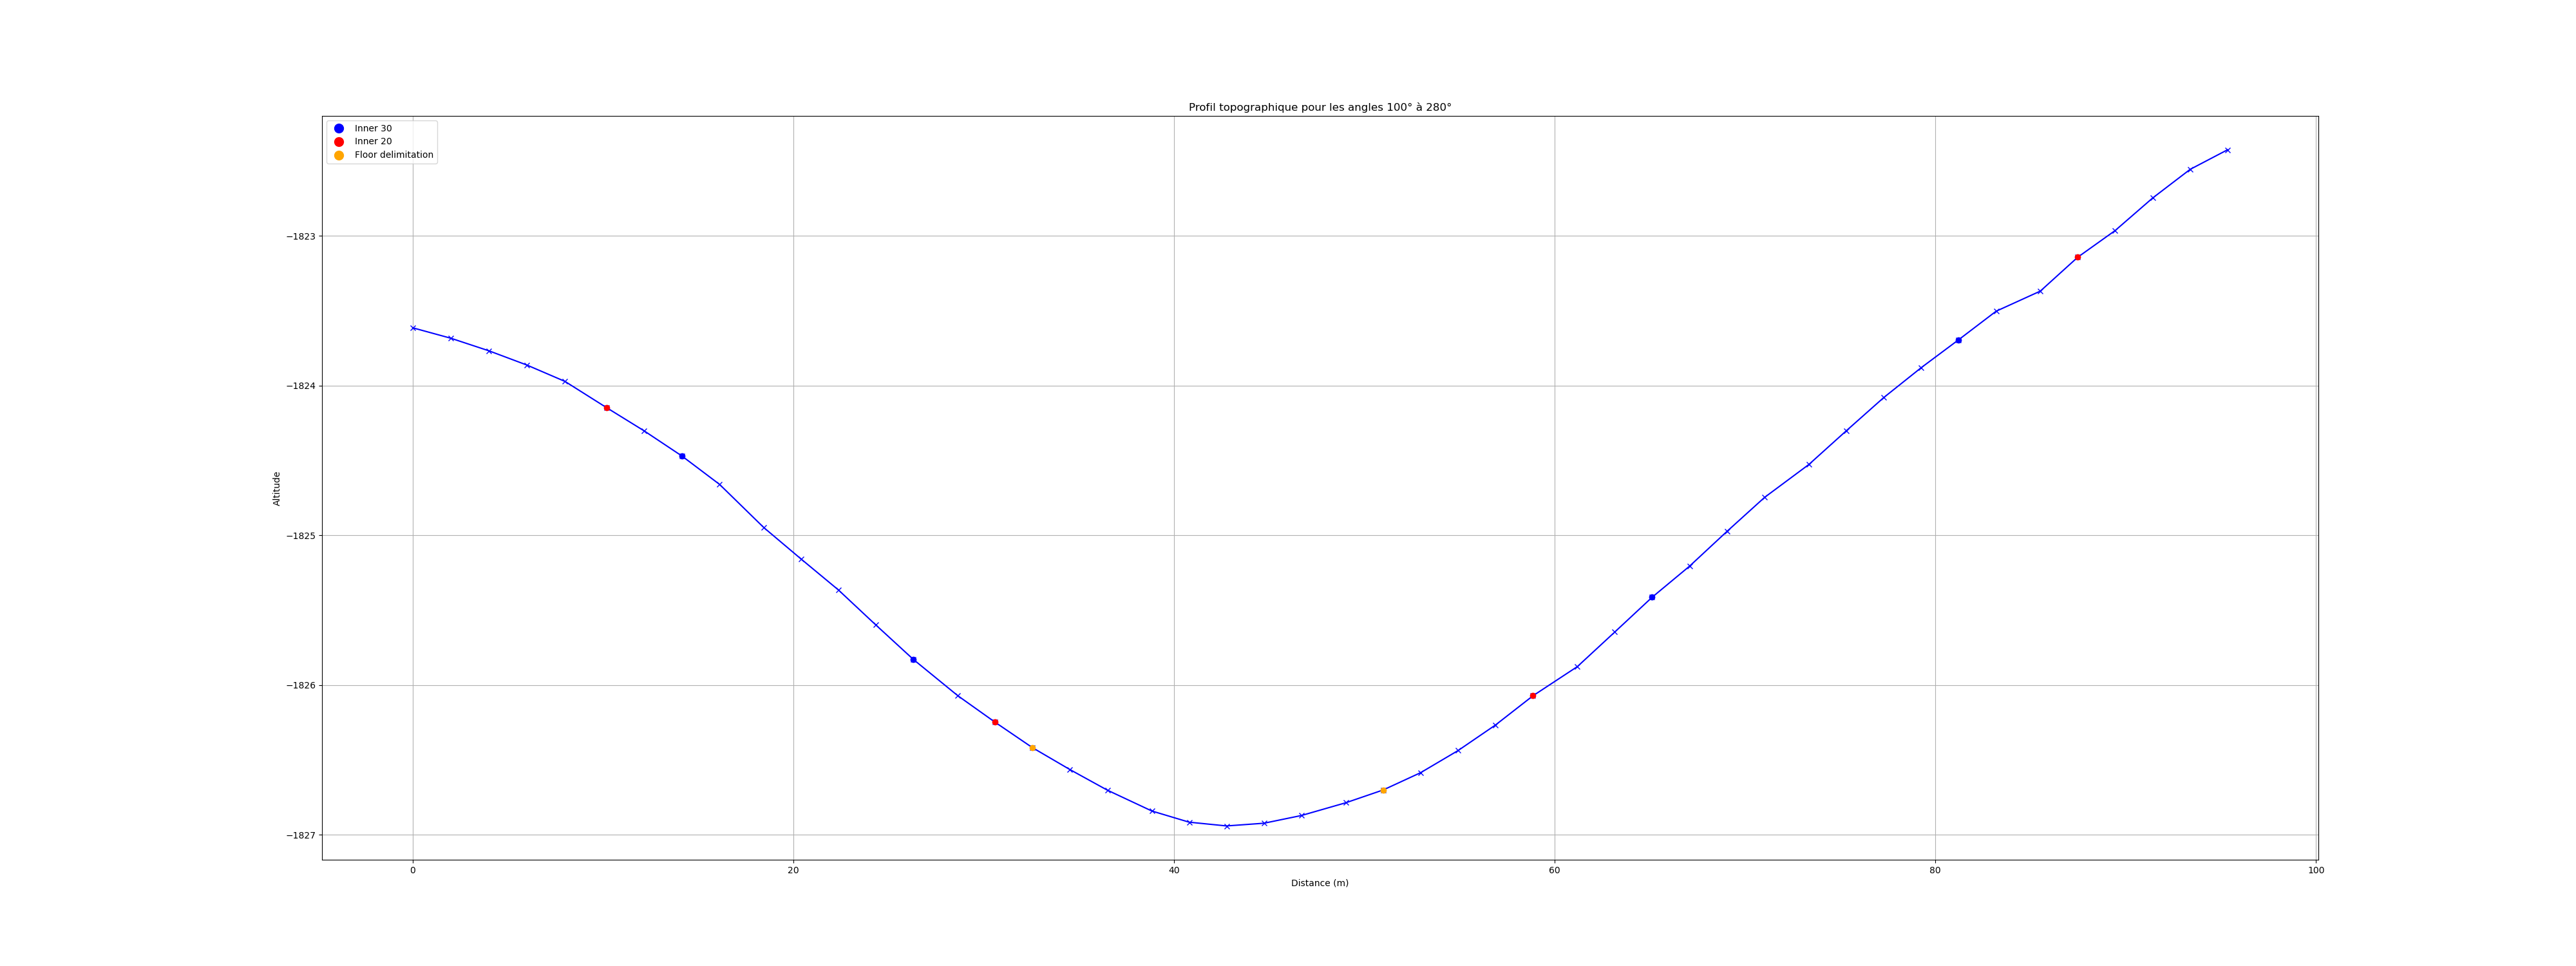 Profil topographique pour les angles 100° à 280°
Inner 30
Inner 20
Floor delimitation
Altitude
−1823
−1824
−1825
−1826
−1827
0 20 40 60 80 100
Distance (m)